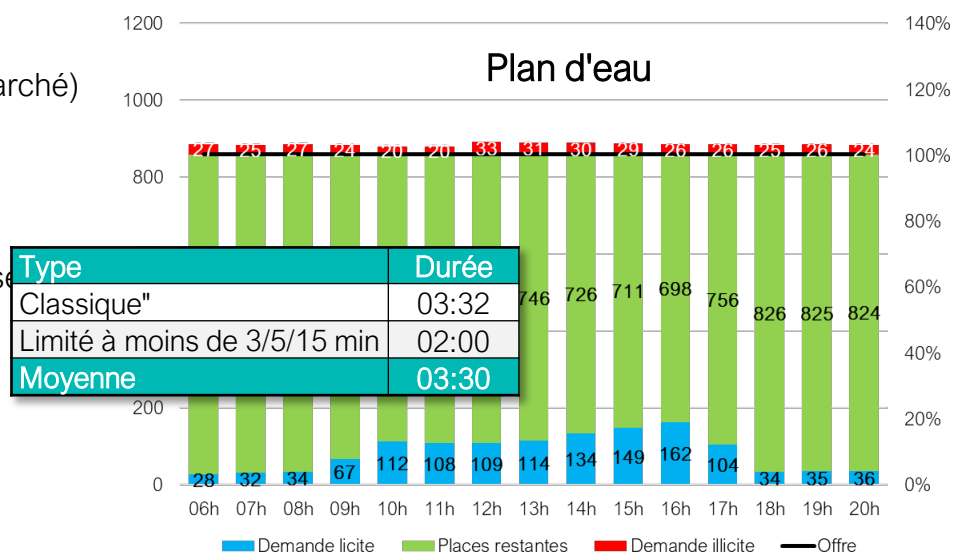 1200
140%
Plan d'eau
arché)
120%
1000
27 25 27 24 20 20 33 31 30 29 26 26 25 26 24
100%
800
80%
Type Durée
60%
Classique" 03:32
746 726 711 698 756 826 825 824
Limité à moins de 3/5/15 min 02:00
40%
Moyenne 03:30
200
20%
28 32 34 67 112 108 109 114 134 149 162 104 34 35 36
0
0%
06h 07h 08h 09h 10h 11h 12h 13h 14h 15h 16h 17h 18h 19h 20h
Demande licite Places restantes Demande illicite Offre